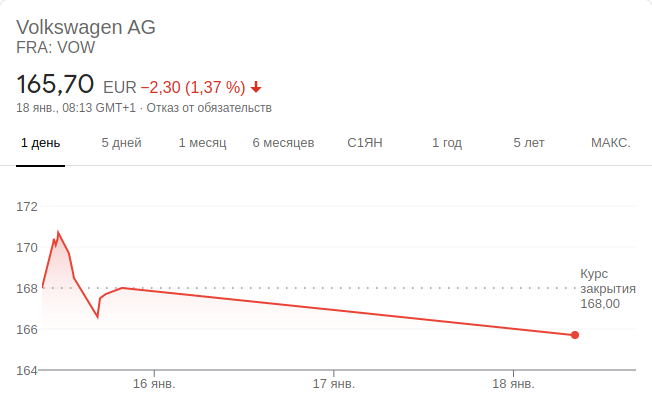 Volkswagen AG
FRA: VOW
165,70 EUR −2,30 (1,37 %)
18 янв., 08:13 GMT+1 · Отказ от обязательств
1 день 5 дней 1 месяц 6 месяцев С1ЯН 1 год 5 лет МАКС.
172
170
168
166
164
Курс
закрытия
168,00
16 янв. 17 янв. 18 янв.